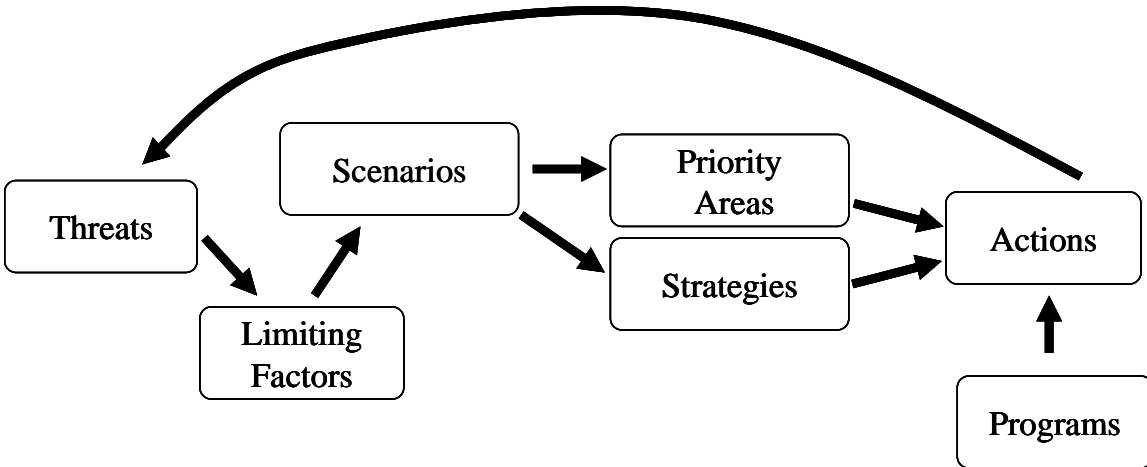 Threats
Limiting
Factors
Scenarios
Priority
Areas
Strategies
Actions
Programs